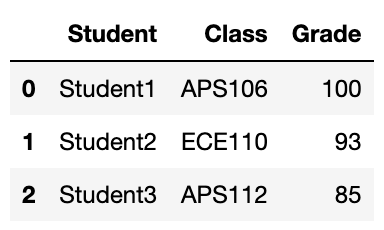 Student Class Grade
0 Student1 APS106 100
1 Student2 ECE110 93
2 Student3 APS112 85